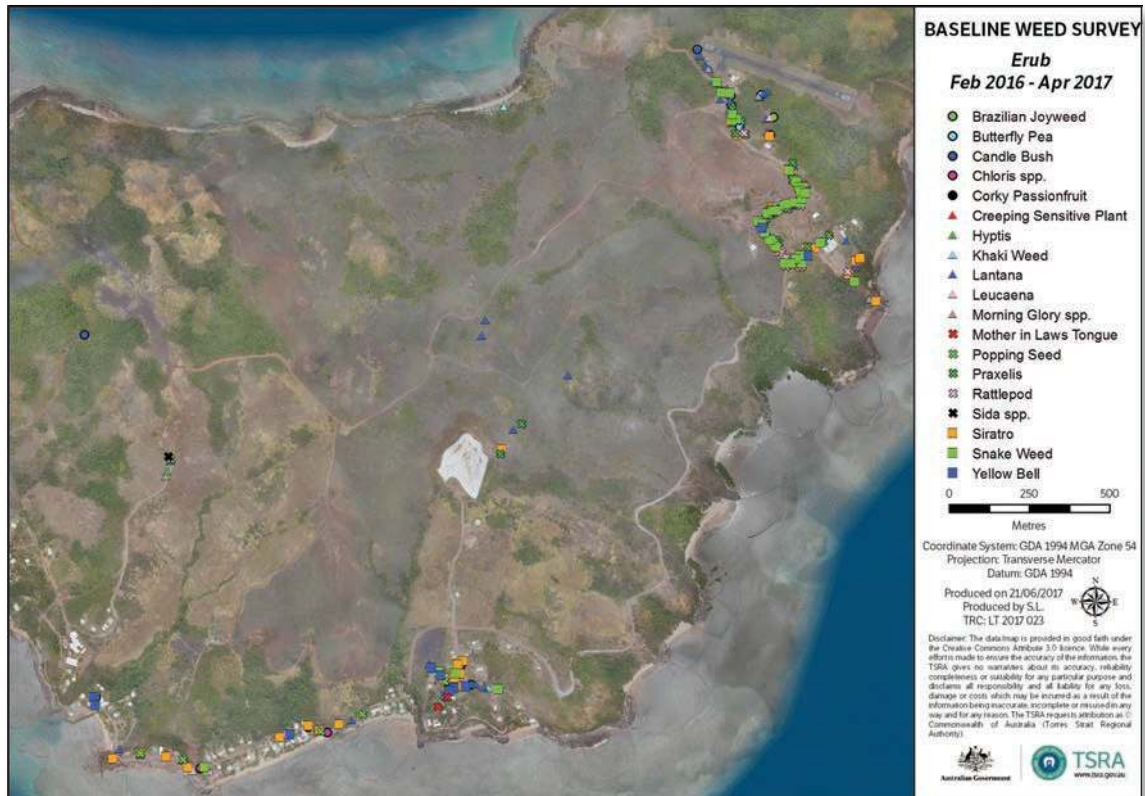 BASELINE WEED SURVEY
Erub
Feb 2016 - Apr 2017
Brazilian Joyweed
Butterfly Pea
Candle Bush
Chloris spp.
Corky Passionfruit
Creeping Sensitive Plant
Hyptis
Khaki Weed
Lantana
Leucaena
Morning Glory spp.
Mother in Laws Tongue
Popping Seed
Praxelis
Rattlepod
Sida spp.
Siratro
Snake Weed
Yellow Bell
0 250 500
Metres
Coordinate System: GDA 1994 MGA Zone 54
Projection: Transverse Mercator
Datum: GDA 1994
Produced on 21/06/2017
Produced by S.L.
TRC: LT 2017 023
N
W E
S
Disclaimer: The data/map is provided in good faith under
the Creative Commons Attribute 3.0 licence. While every
effort is made to ensure the accuracy of the information, the
TSRA gives no warranties about its accuracy, reliability
completeness or suitability for any particular purpose and
disclaims all responsibility and all liability for any loss,
damage or costs which may be incurred as a result of the
information being inaccurate, incomplete or misused in any
way and for any reason. The TSRA requests attribution as ©
Commonwealth of Australia (Torres Strait Regional
Authority).
Australian Government
TSRA
www.tsra.gov.au